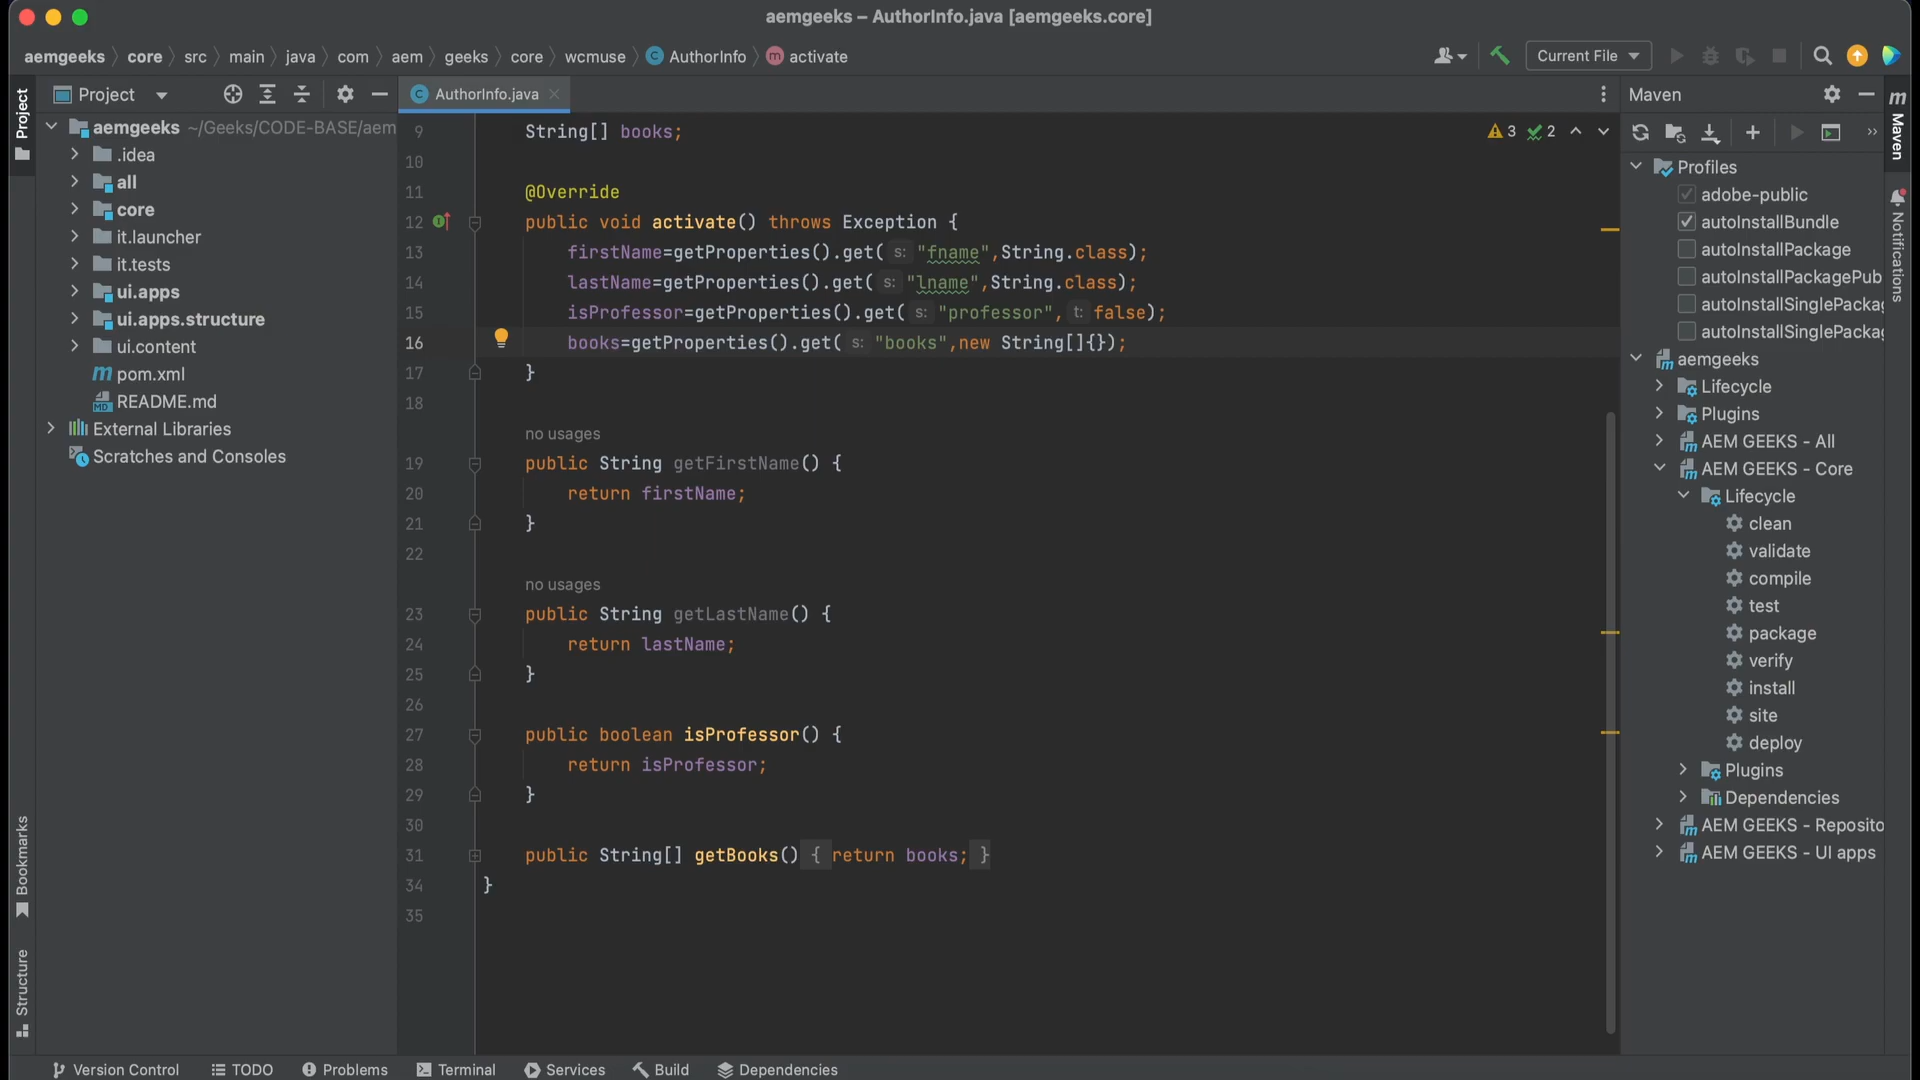 aemgeeks – AuthorInfo.java [aemgeeks.core]
aemgeeks core src main java com aem geeks core wcmuse AuthorInfo activate
Current File
Project
Project
AuthorInfo.java
Maven
Maven
Notifications
aemgeeks ~/Geeks/CODE-BASE/aem
.idea
all
core
it.launcher
it.tests
ui.apps
ui.apps.structure
ui.content
pom.xml
README.md
External Libraries
Scratches and Consoles
3 2
9 String[] books;
10
11 @Override
12 public void activate() throws Exception {
13 firstName=getProperties().get( s: "fname",String.class);
14 lastName=getProperties().get( s: "lname",String.class);
15 isProfessor=getProperties().get( s: "professor", t: false);
16 books=getProperties().get( s: "books",new String[]{});
17 }
18
no usages
19 public String getFirstName() {
20 return firstName;
21 }
22
no usages
23 public String getLastName() {
24 return lastName;
25 }
26
27 public boolean isProfessor() {
28 return isProfessor;
29 }
30
31 public String[] getBooks() { return books; }
34 }
35
Profiles
adobe-public
autoInstallBundle
autoInstallPackage
autoInstallPackagePub
autoInstallSinglePackag
autoInstallSinglePackag
aemgeeks
Lifecycle
Plugins
AEM GEEKS - All
AEM GEEKS - Core
Lifecycle
clean
validate
compile
test
package
verify
install
site
deploy
Plugins
Dependencies
AEM GEEKS - Reposito
AEM GEEKS - UI apps
Bookmarks
Structure
Version Control TODO Problems Terminal Services Build Dependencies